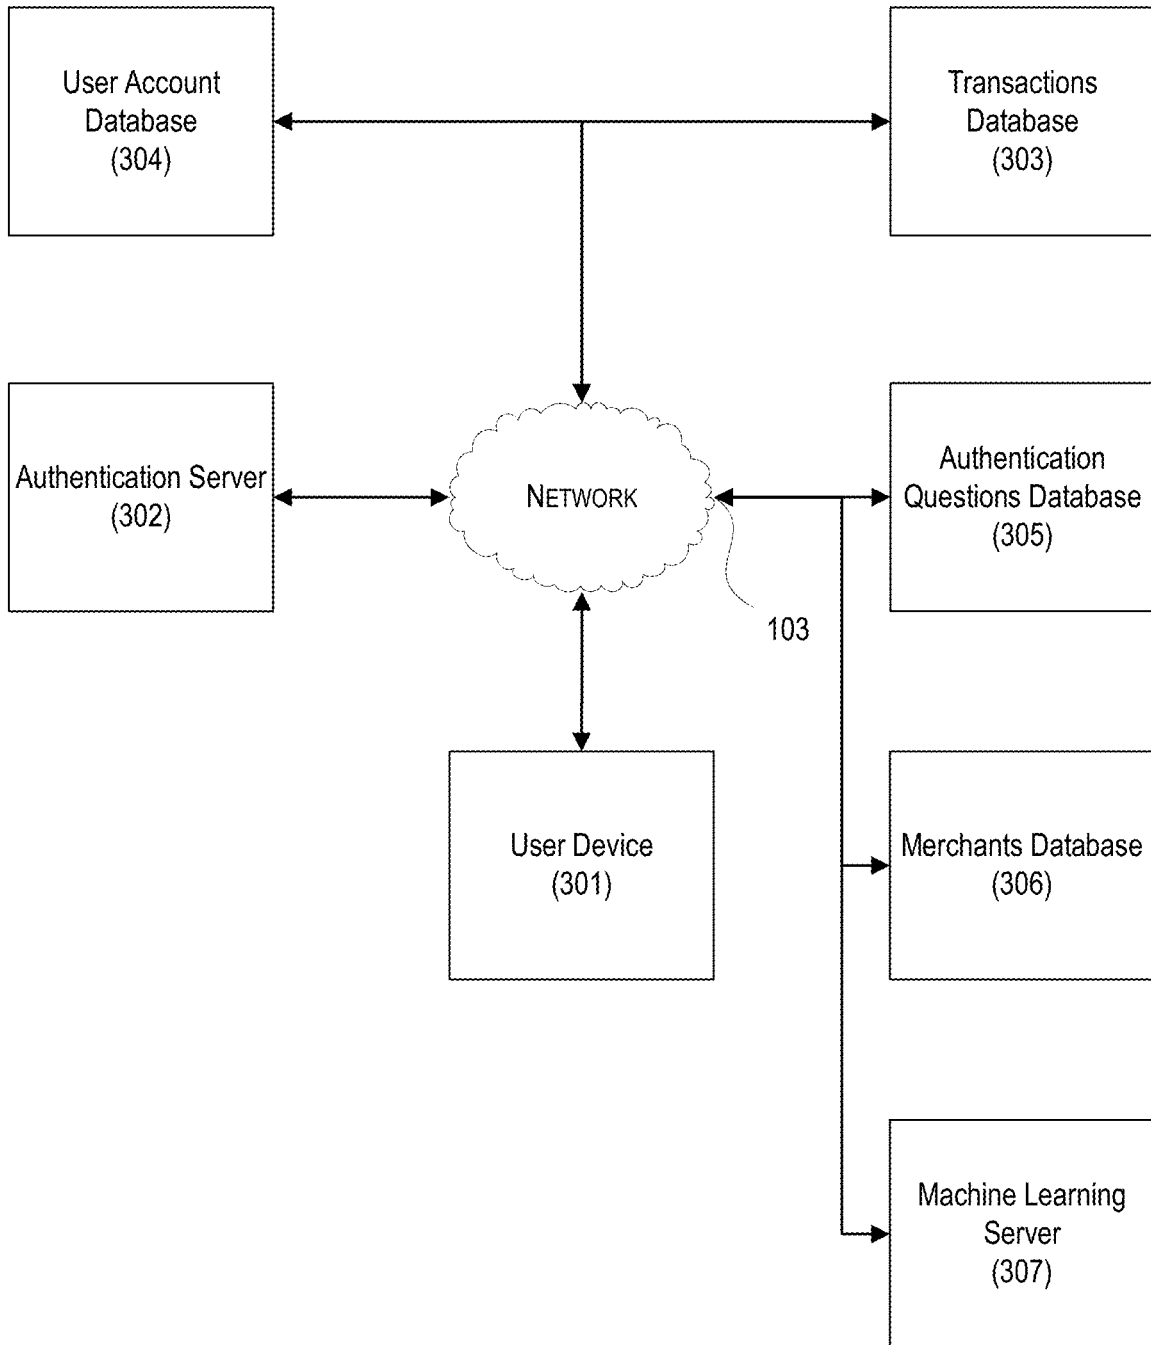 User Account
Database
(304)
Transactions
Database
(303)
Authentication Server
(302)
NETWORK
Authentication
Questions Database
(305)
103
User Device
(301)
Merchants Database
(306)
Machine Learning
Server
(307)